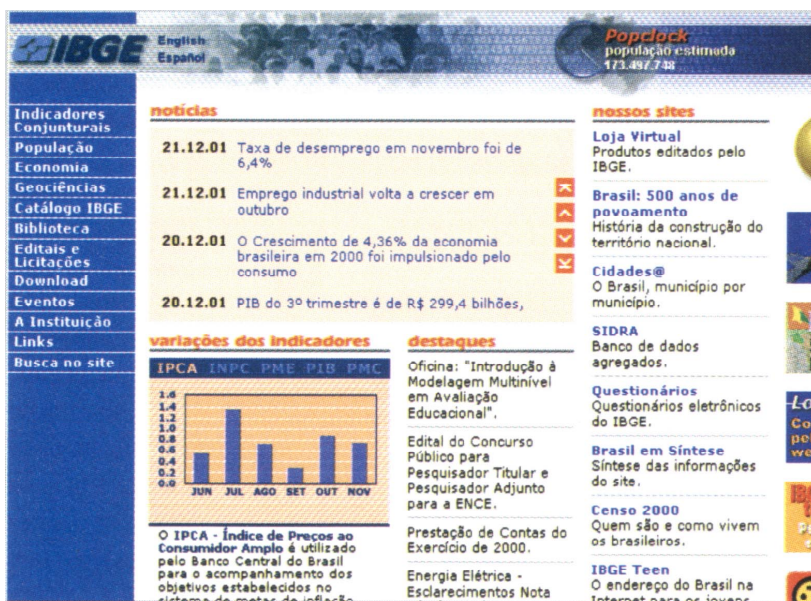 IBGE
English
Español
Popclock
população estimada
173.497.748
Indicadores
Conjunturais
População
Economia
Geociências
Catálogo IBGE
Biblioteca
Editais e
Licitações
Download
Eventos
A Instituição
Links
Busca no site
notícias
21.12.01 Taxa de desemprego em novembro foi de
6,4%
21.12.01 Emprego industrial volta a crescer em
outubro
20.12.01 O Crescimento de 4,36% da economia
brasileira em 2000 foi impulsionado pelo
consumo
20.12.01 PIB do 3º trimestre é de R$ 299,4 bilhões,
variações dos indicadores
IPCA INPC PME PIB PMC
1.6
1.4
1.2
1.0
0.8
0.6
0.4
0.2
0.0
JUN JUL AGO SET OUT NOV
O IPCA - Índice de Preços ao
Consumidor Amplo é utilizado
pelo Banco Central do Brasil
para o acompanhamento dos
objetivos estabelecidos no
sistema de metas de inflação
destaques
Oficina: "Introdução à
Modelagem Multinível
em Avaliação
Educacional".
Edital do Concurso
Público para
Pesquisador Titular e
Pesquisador Adjunto
para a ENCE.
Prestação de Contas do
Exercício de 2000.
Energia Elétrica -
Esclarecimentos Nota
nossos sites
Loja Virtual
Produtos editados pelo
IBGE.
Brasil: 500 anos de
povoamento
História da construção do
território nacional.
Cidades@
O Brasil, município por
município.
SIDRA
Banco de dados
agregados.
Questionários
Questionários eletrônicos
do IBGE.
Brasil em Síntese
Síntese das informações
do site.
Censo 2000
Quem são e como vivem
os brasileiros.
IBGE Teen
O endereço do Brasil na
Internet para os jovens